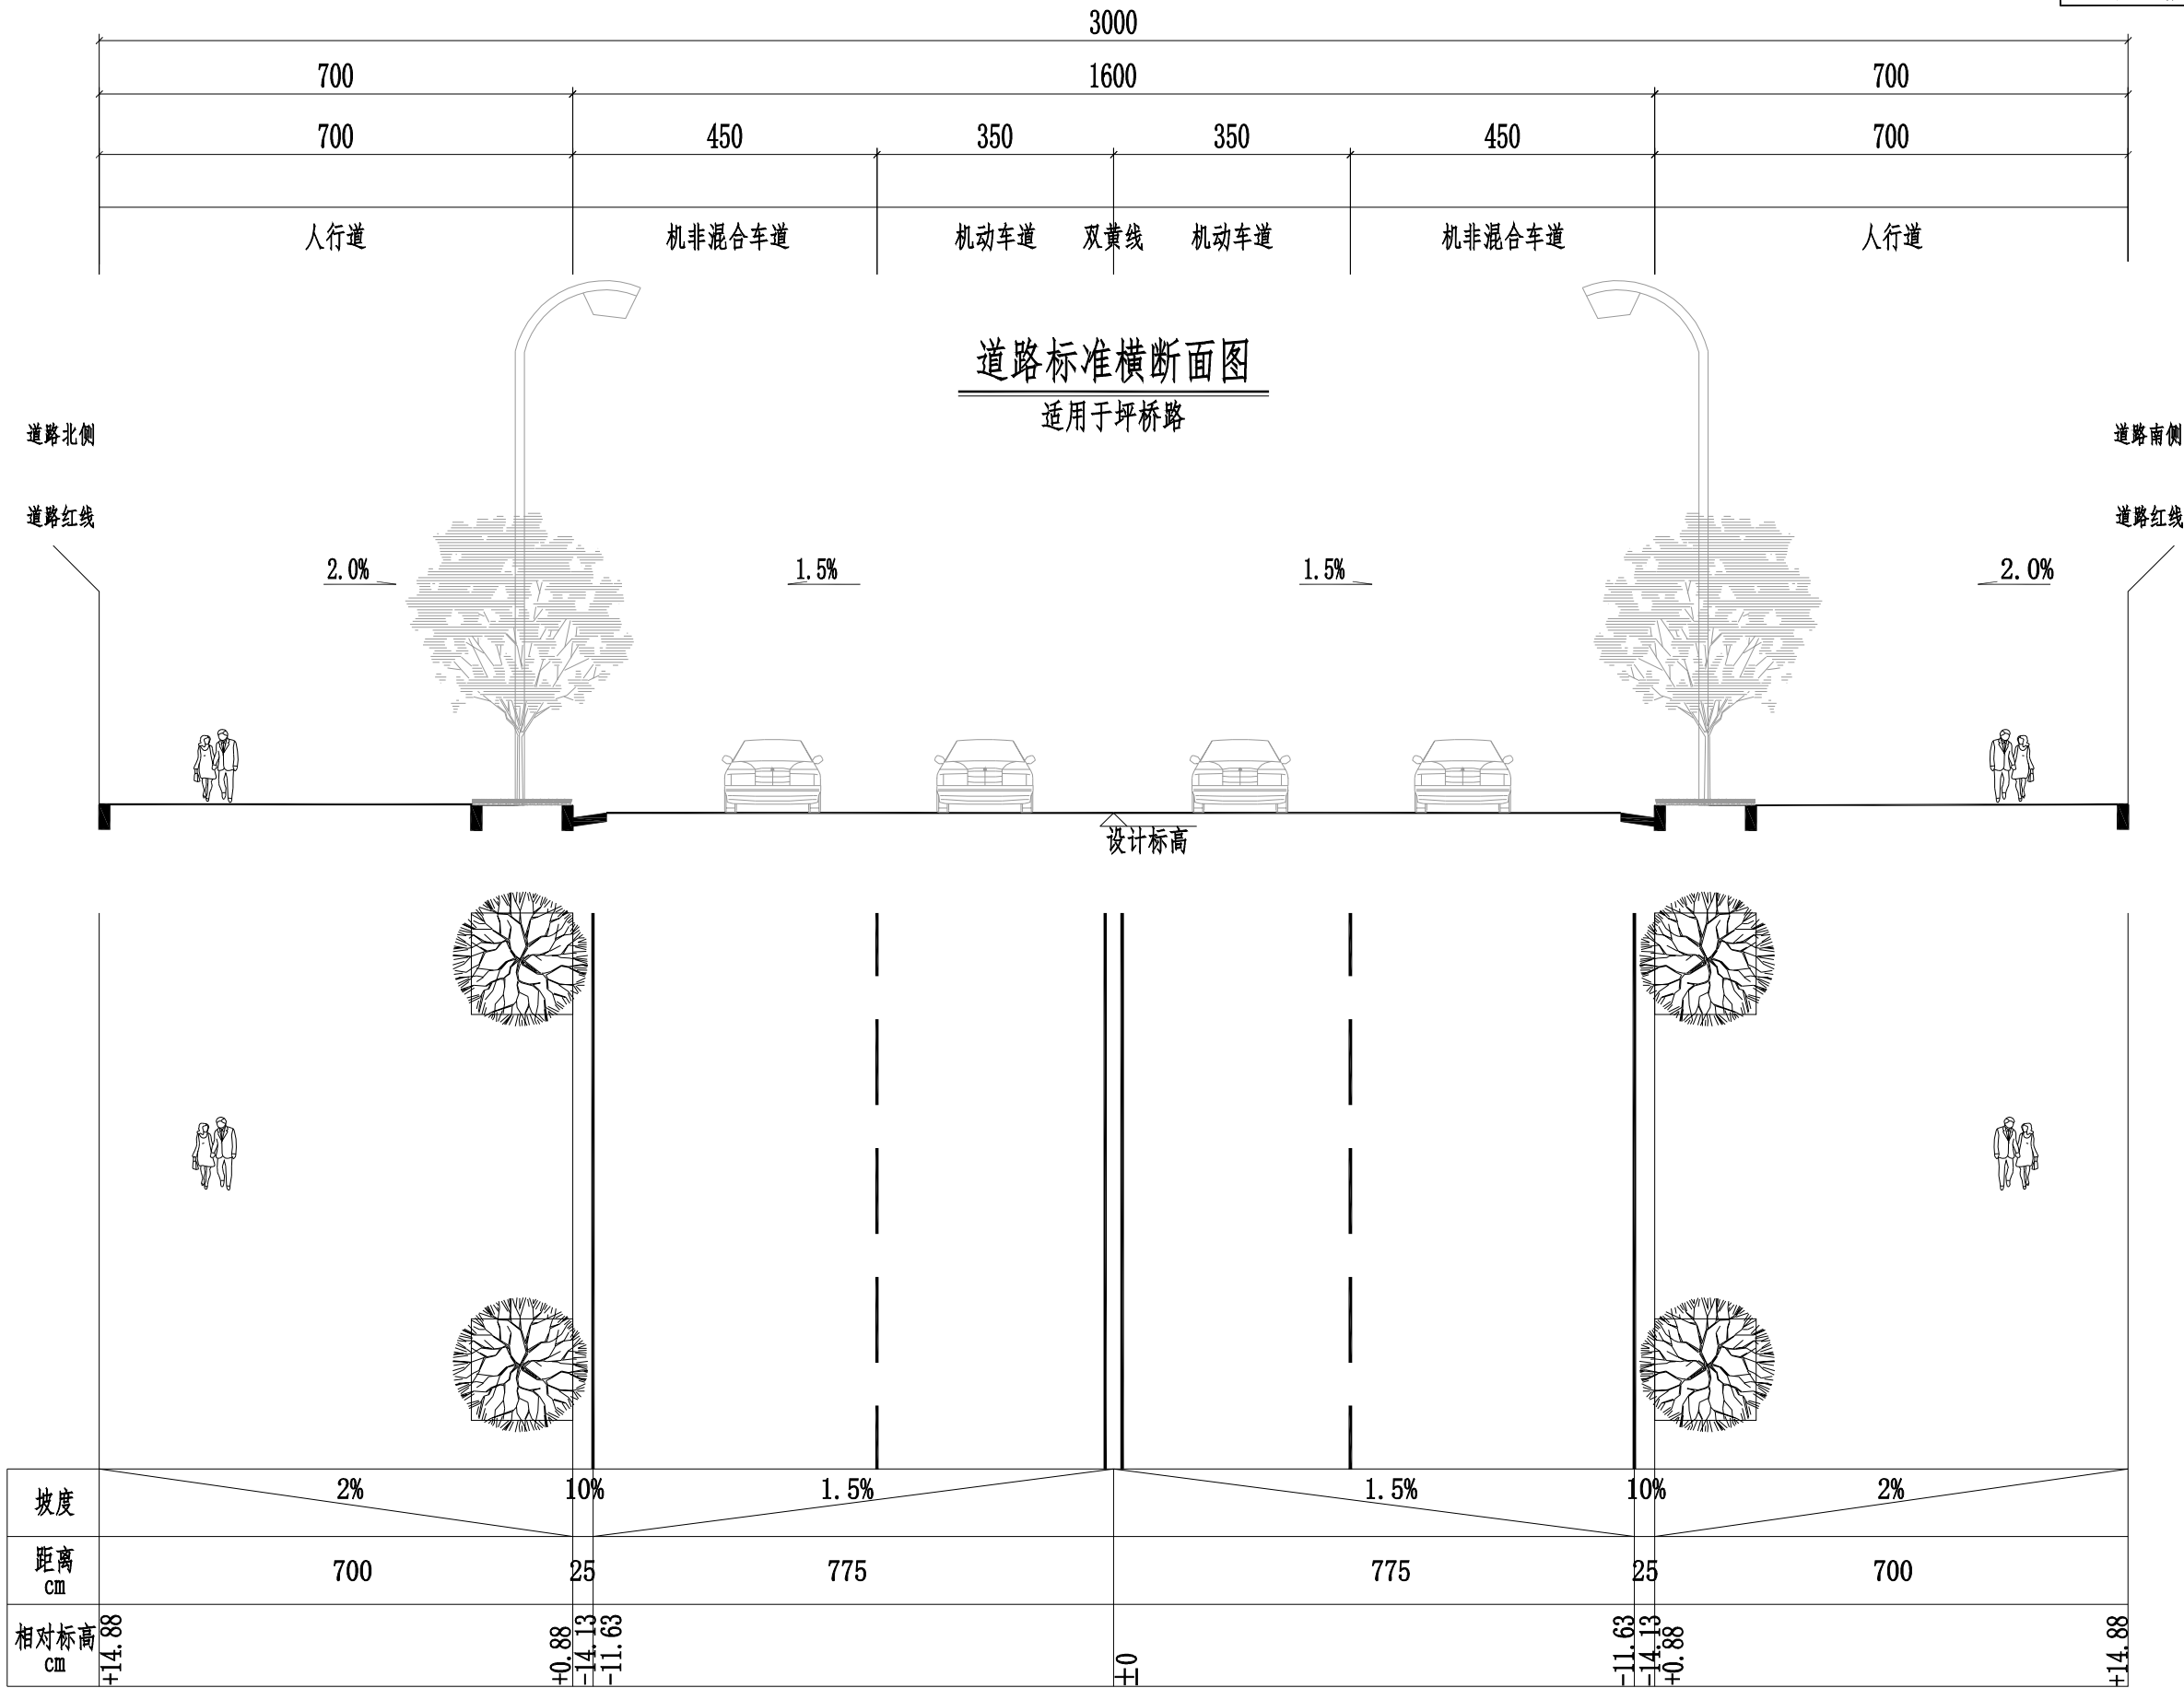 3000
700 1600 700
700 450 350 350 450 700
人行道 机非混合车道 机动车道 双黄线 机动车道 机非混合车道 人行道
道路标准横断面图
适用于坪桥路
道路北侧 道路南侧
道路红线 道路红线
2.0% 1.5% 1.5% 2.0%
设计标高
坡度 2% 10% 1.5% 1.5% 10% 2%
距离
cm
700 25 775 775 25 700
相对标高
cm
+14.88 +0.88 -14.13 -11.63 ±0 -11.63 -14.13 +0.88 +14.88